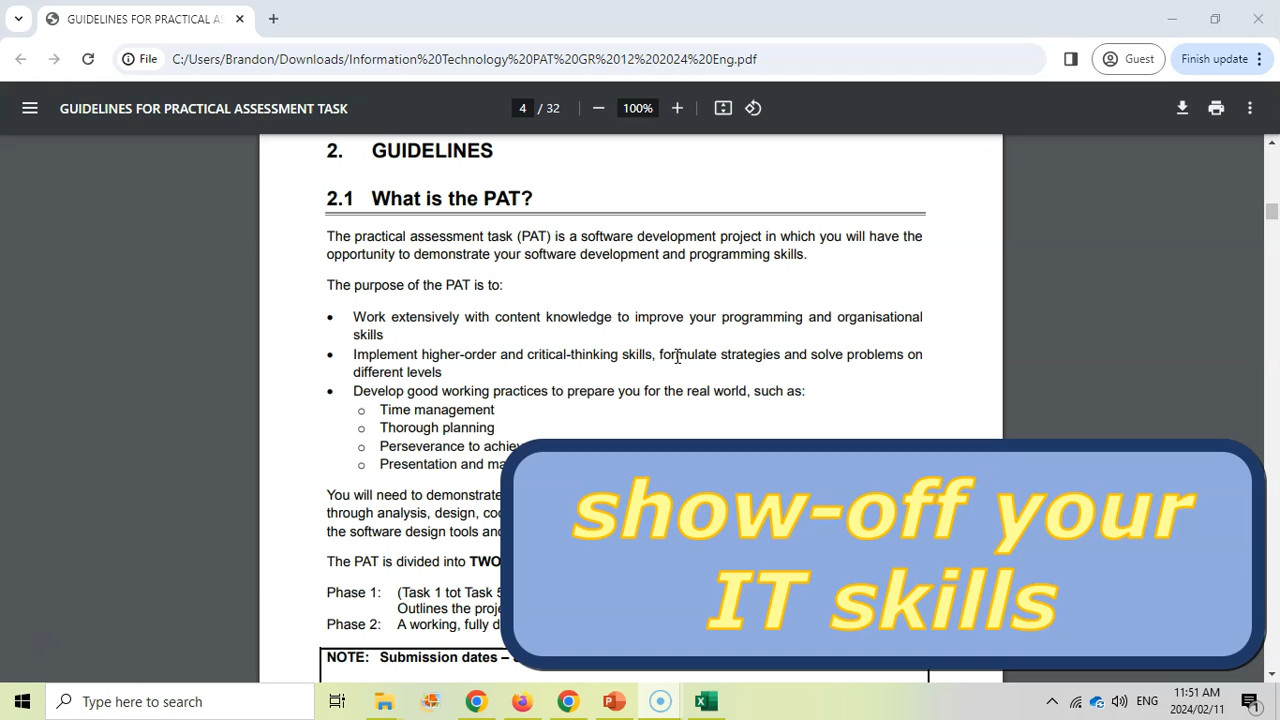 GUIDELINES FOR PRACTICAL AS
File
C:/Users/Brandon/Downloads/Information%20Technology%20PAT%20GR%2012%202024%20Eng.pdf
Guest
Finish update
GUIDELINES FOR PRACTICAL ASSESSMENT TASK
4 / 32
100%
2. GUIDELINES
2.1 What is the PAT?
The practical assessment task (PAT) is a software development project in which you will have the
opportunity to demonstrate your software development and programming skills.
The purpose of the PAT is to:
• Work extensively with content knowledge to improve your programming and organisational
skills
• Implement higher-order and critical-thinking skills, formulate strategies and solve problems on
different levels
• Develop good working practices to prepare you for the real world, such as:
o Time management
o Thorough planning
o Perseverance to
o Presentation and
You will need to demonstrate
through analysis, design,
the software design tools
The PAT is divided into TWO
Phase 1: (Task 1 tot Task
Outlines the
Phase 2: A working, fully
NOTE: Submission dates –
show-off your
IT skills
Type here to search
ENG
11:51 AM
2024/02/11